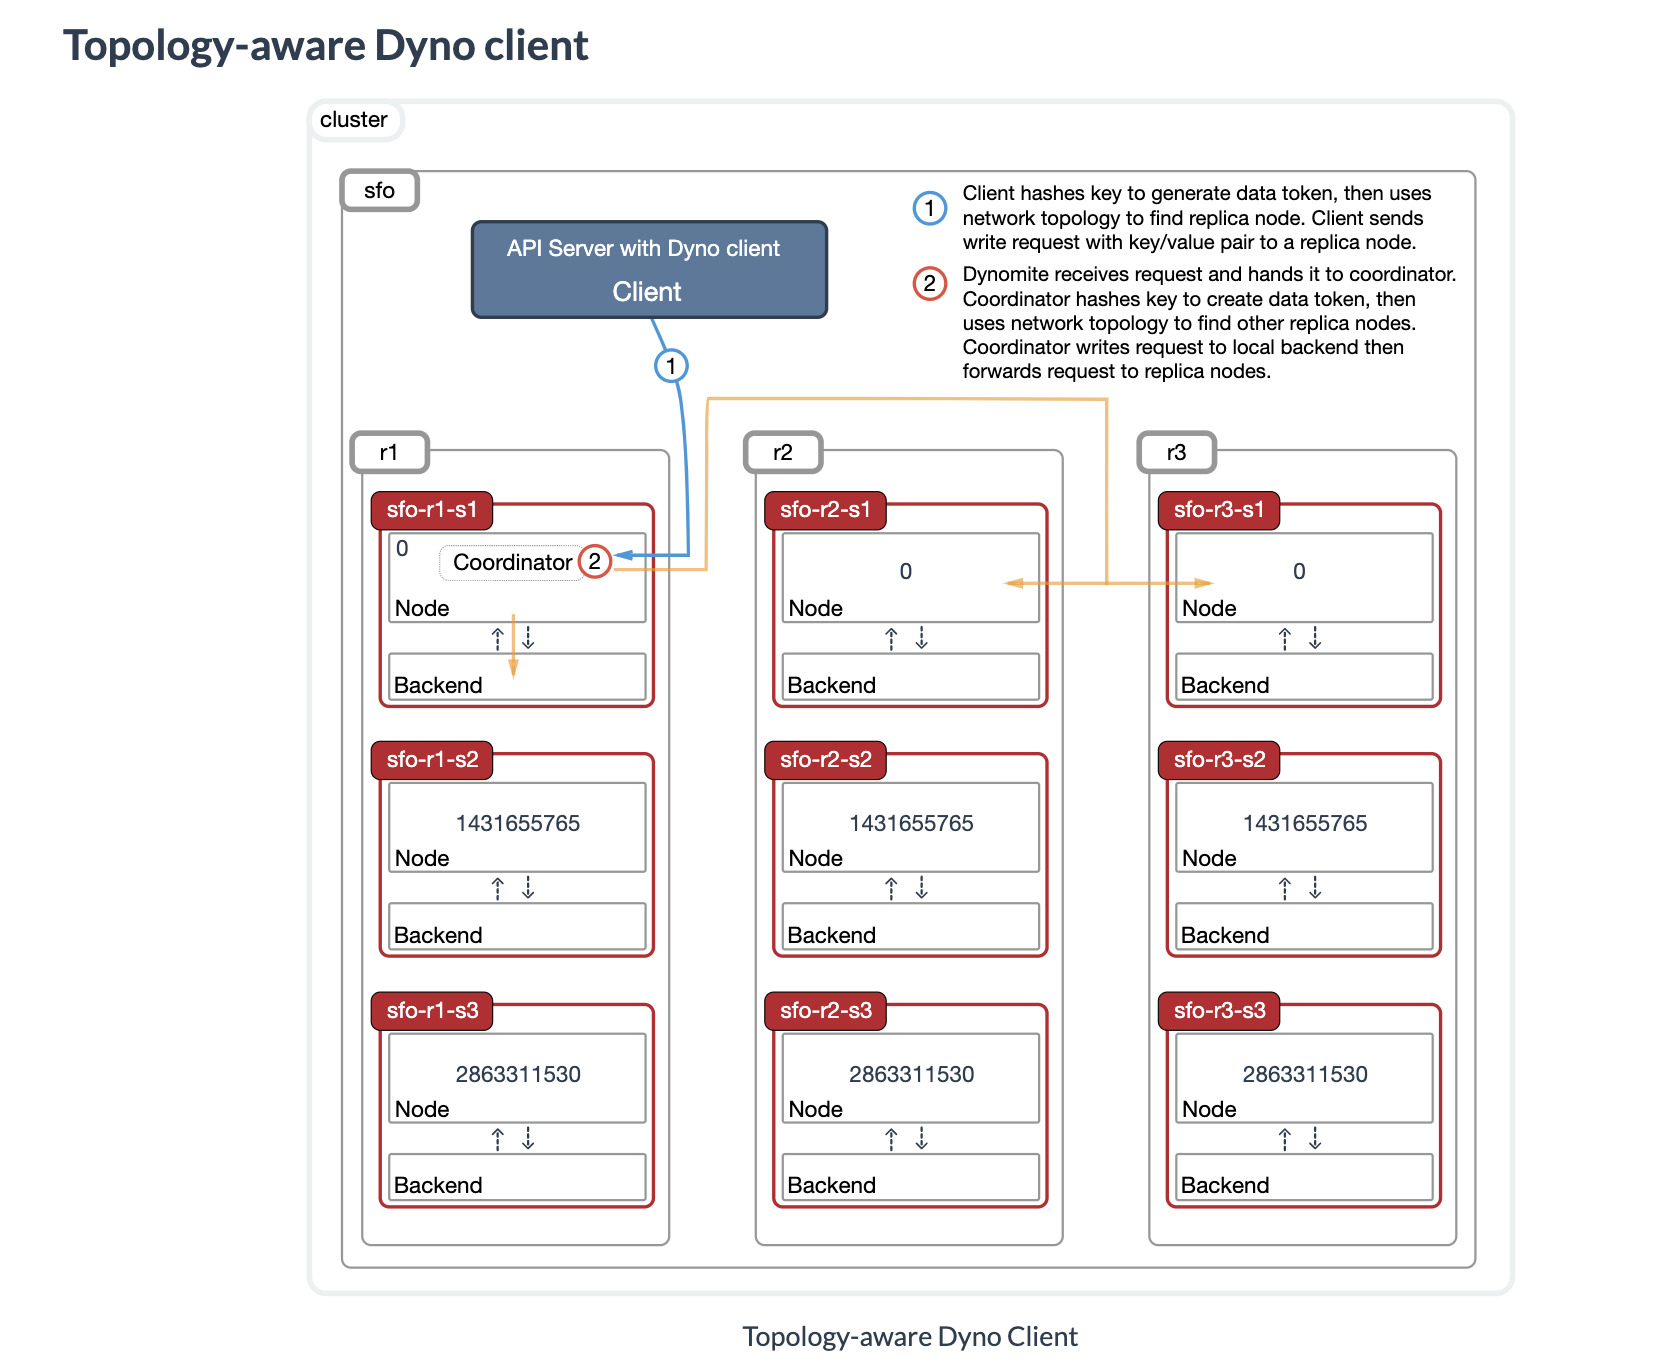 Topology-aware Dyno client
cluster
sfo
API Server with Dyno client
Client
1
Client hashes key to generate data token, then uses
network topology to find replica node. Client sends
write request with key/value pair to a replica node.
2
Dynomite receives request and hands it to coordinator.
Coordinator hashes key to create data token, then
uses network topology to find other replica nodes.
Coordinator writes request to local backend then
forwards request to replica nodes.
1
r1
sfo-r1-s1
0
Coordinator
2
Node
Backend
sfo-r1-s2
1431655765
Node
Backend
sfo-r1-s3
2863311530
Node
Backend
r2
sfo-r2-s1
0
Node
Backend
sfo-r2-s2
1431655765
Node
Backend
sfo-r2-s3
2863311530
Node
Backend
r3
sfo-r3-s1
0
Node
Backend
sfo-r3-s2
1431655765
Node
Backend
sfo-r3-s3
2863311530
Node
Backend
Topology-aware Dyno Client